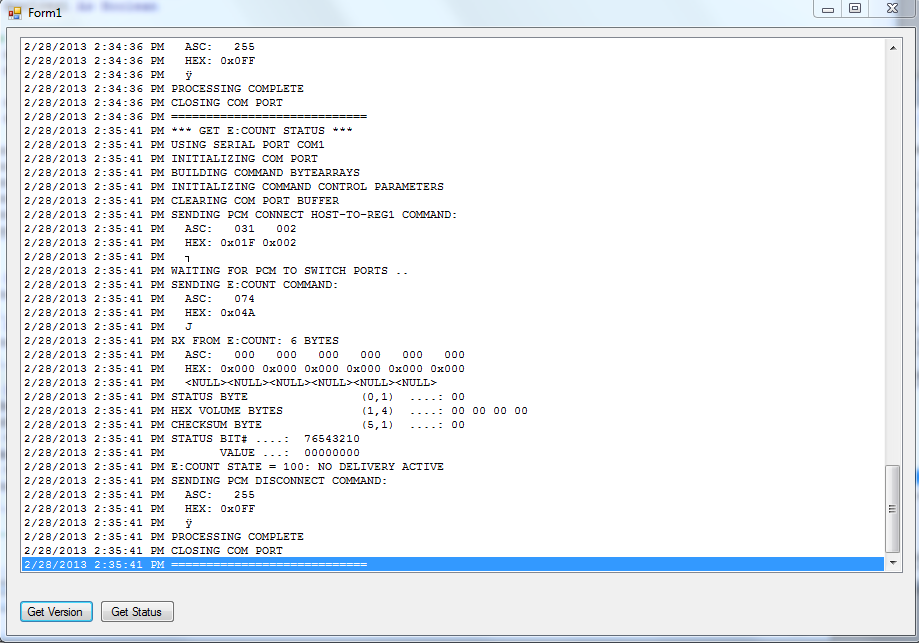 Form1
2/28/2013 2:34:36 PM   ASC:   255
2/28/2013 2:34:36 PM   HEX: 0x0FF
2/28/2013 2:34:36 PM   ÿ
2/28/2013 2:34:36 PM PROCESSING COMPLETE
2/28/2013 2:34:36 PM CLOSING COM PORT
2/28/2013 2:34:36 PM ============================
2/28/2013 2:35:41 PM *** GET E:COUNT STATUS ***
2/28/2013 2:35:41 PM USING SERIAL PORT COM1
2/28/2013 2:35:41 PM INITIALIZING COM PORT
2/28/2013 2:35:41 PM BUILDING COMMAND BYTEARRAYS
2/28/2013 2:35:41 PM INITIALIZING COMMAND CONTROL PARAMETERS
2/28/2013 2:35:41 PM CLEARING COM PORT BUFFER
2/28/2013 2:35:41 PM SENDING PCM CONNECT HOST-TO-REG1 COMMAND:
2/28/2013 2:35:41 PM   ASC:   031   002
2/28/2013 2:35:41 PM   HEX: 0x01F 0x002
2/28/2013 2:35:41 PM   ┐
2/28/2013 2:35:41 PM WAITING FOR PCM TO SWITCH PORTS ..
2/28/2013 2:35:41 PM SENDING E:COUNT COMMAND:
2/28/2013 2:35:41 PM   ASC:   074
2/28/2013 2:35:41 PM   HEX: 0x04A
2/28/2013 2:35:41 PM   J
2/28/2013 2:35:41 PM RX FROM E:COUNT: 6 BYTES
2/28/2013 2:35:41 PM   ASC:   000   000   000   000   000   000
2/28/2013 2:35:41 PM   HEX: 0x000 0x000 0x000 0x000 0x000 0x000
2/28/2013 2:35:41 PM   <NULL><NULL><NULL><NULL><NULL><NULL>
2/28/2013 2:35:41 PM STATUS BYTE                (0,1)  ....: 00
2/28/2013 2:35:41 PM HEX VOLUME BYTES           (1,4)  ....: 00 00 00 00
2/28/2013 2:35:41 PM CHECKSUM BYTE              (5,1)  ....: 00
2/28/2013 2:35:41 PM STATUS BIT# ....:  76543210
2/28/2013 2:35:41 PM        VALUE ...:  00000000
2/28/2013 2:35:41 PM E:COUNT STATE = 100: NO DELIVERY ACTIVE
2/28/2013 2:35:41 PM SENDING PCM DISCONNECT COMMAND:
2/28/2013 2:35:41 PM   ASC:   255
2/28/2013 2:35:41 PM   HEX: 0x0FF
2/28/2013 2:35:41 PM   ÿ
2/28/2013 2:35:41 PM PROCESSING COMPLETE
2/28/2013 2:35:41 PM CLOSING COM PORT
2/28/2013 2:35:41 PM ============================
Get Version Get Status